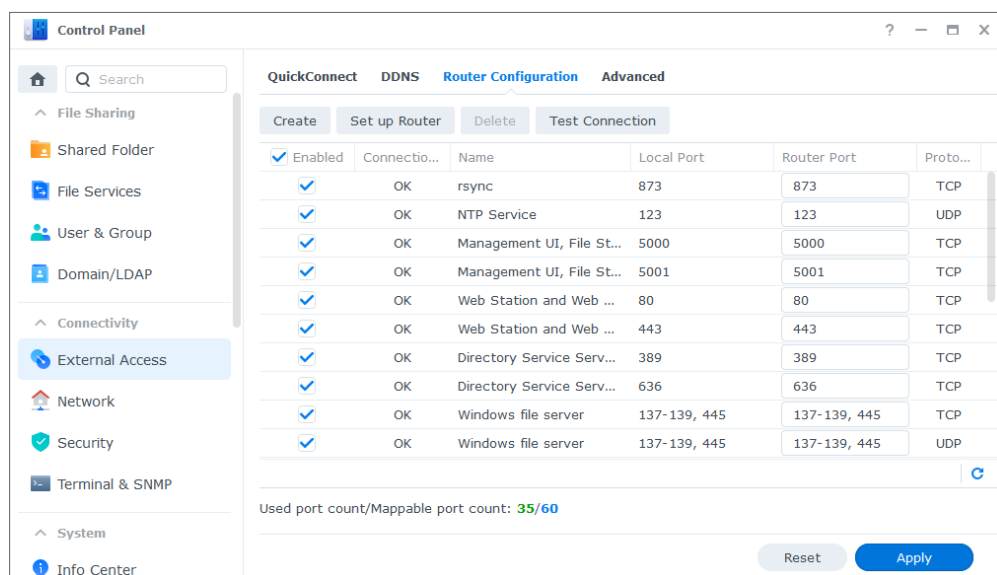 Control Panel
?
Search
File Sharing
Shared Folder
File Services
User & Group
Domain/LDAP
Connectivity
External Access
Network
Security
Terminal & SNMP
System
Info Center
QuickConnect DDNS Router Configuration Advanced
Create Set up Router Delete Test Connection
Enabled Connectio... Name Local Port Router Port Proto...
OK rsync 873 873 TCP
OK NTP Service 123 123 UDP
OK Management UI, File St... 5000 5000 TCP
OK Management UI, File St... 5001 5001 TCP
OK Web Station and Web ... 80 80 TCP
OK Web Station and Web ... 443 443 TCP
OK Directory Service Serv... 389 389 TCP
OK Directory Service Serv... 636 636 TCP
OK Windows file server 137-139, 445 137-139, 445 TCP
OK Windows file server 137-139, 445 137-139, 445 UDP
Used port count/Mappable port count: 35/60
Reset Apply